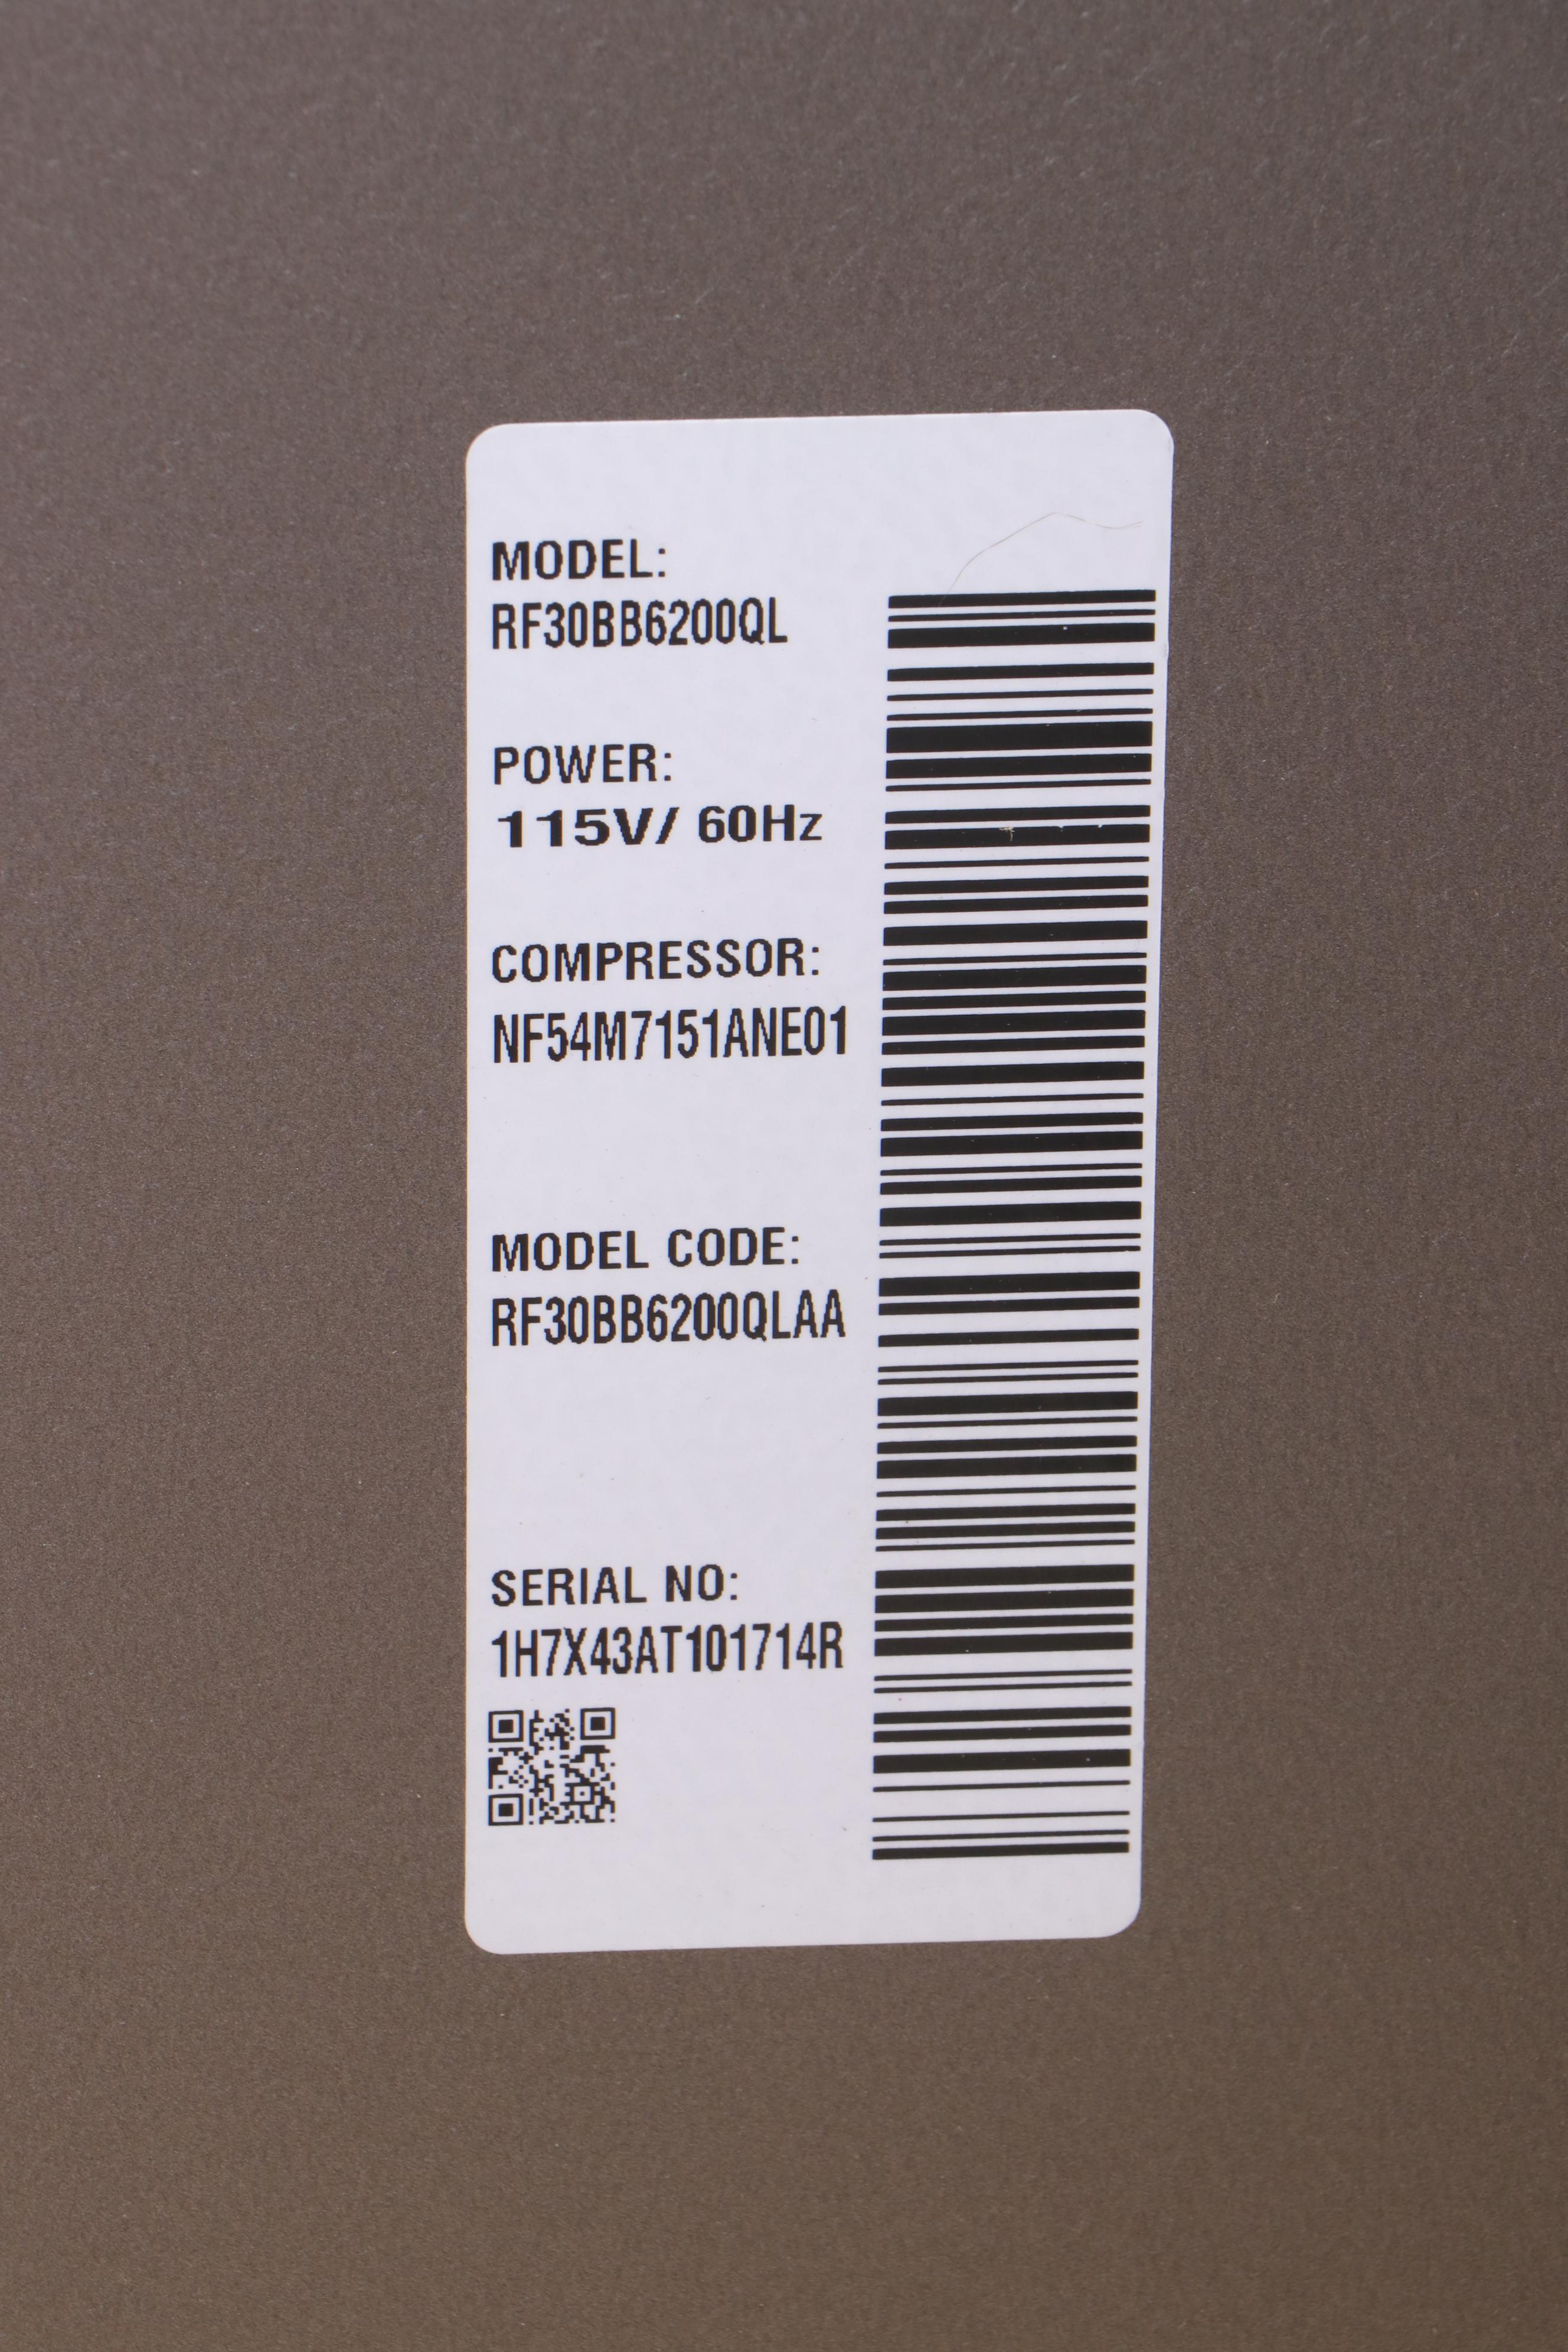 MODEL:
RF30BB6200QL
POWER:
115V/ 60Hz
COMPRESSOR:
NF54M7151ANE01
MODEL CODE:
RF30BB6200QLAA
SERIAL NO:
1H7X43AT101714R